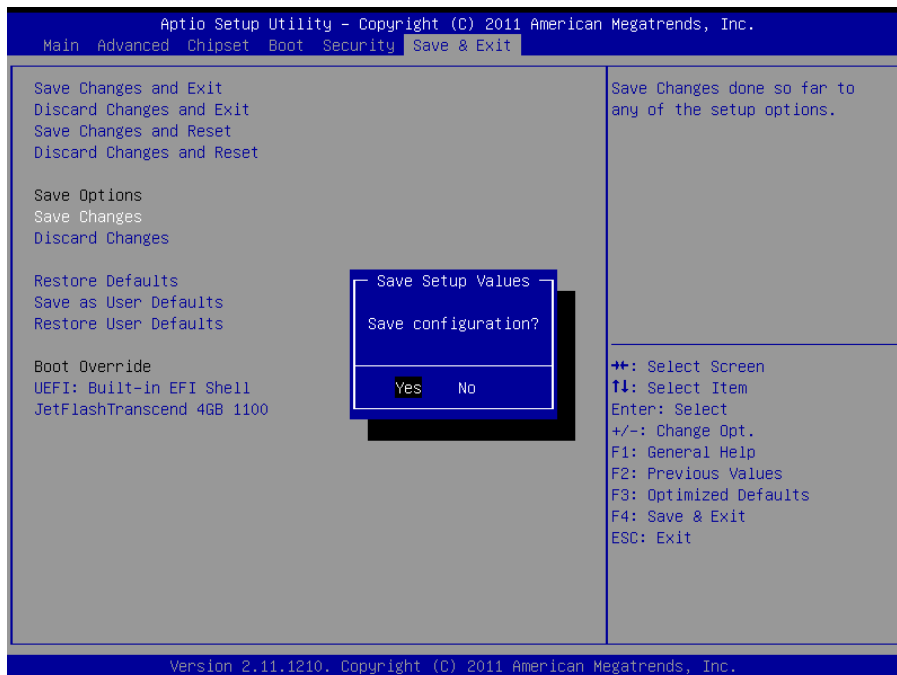 Aptio Setup Utility – Copyright (C) 2011 American Megatrends, Inc.
Main Advanced Chipset Boot Security Save & Exit
Save Changes and Exit
Discard Changes and Exit
Save Changes and Reset
Discard Changes and Reset
Save Options
Save Changes
Discard Changes
Restore Defaults
Save as User Defaults
Restore User Defaults
Boot Override
UEFI: Built-in EFI Shell
JetFlashTranscend 4GB 1100
Save Setup Values
Save configuration?
Yes No
Save Changes done so far to
any of the setup options.
→←: Select Screen
↑↓: Select Item
Enter: Select
+/-: Change Opt.
F1: General Help
F2: Previous Values
F3: Optimized Defaults
F4: Save & Exit
ESC: Exit
Version 2.11.1210. Copyright (C) 2011 American Megatrends, Inc.